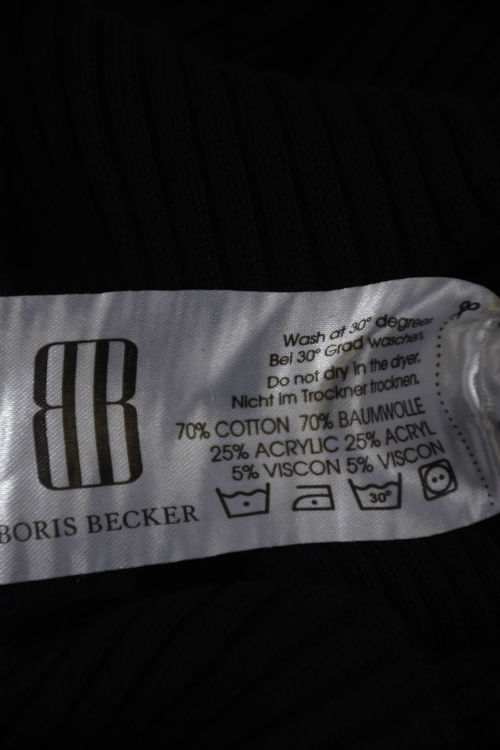 Wash at 30° degrees
Bei 30° Grad waschen.
Do not dry in the dryer.
Nicht im Trockner trocknen.
70% COTTON 70% BAUMWOLLE
25% ACRYLIC 25% ACRYL
5% VISCON 5% VISCON
30°
BORIS BECKER